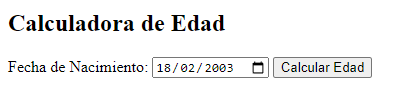 Calculadora de Edad
Fecha de Nacimiento: 18/02/2003 Calcular Edad